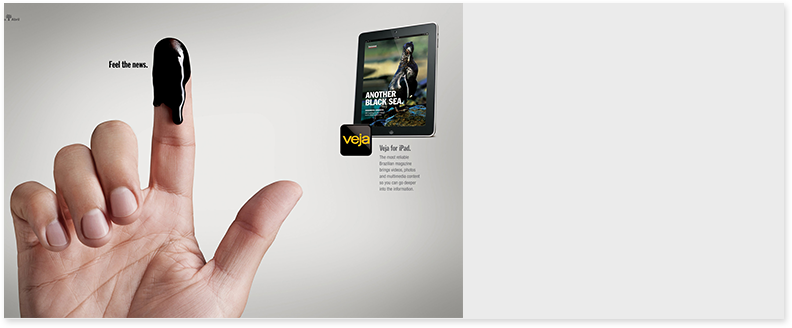 Feel the news.
ANOTHER
BLACK SEA.
veja
Veja for iPad.
The most reliable
Brazilian magazine
brings videos, photos
and multimedia content
so you can go deeper
into the information.